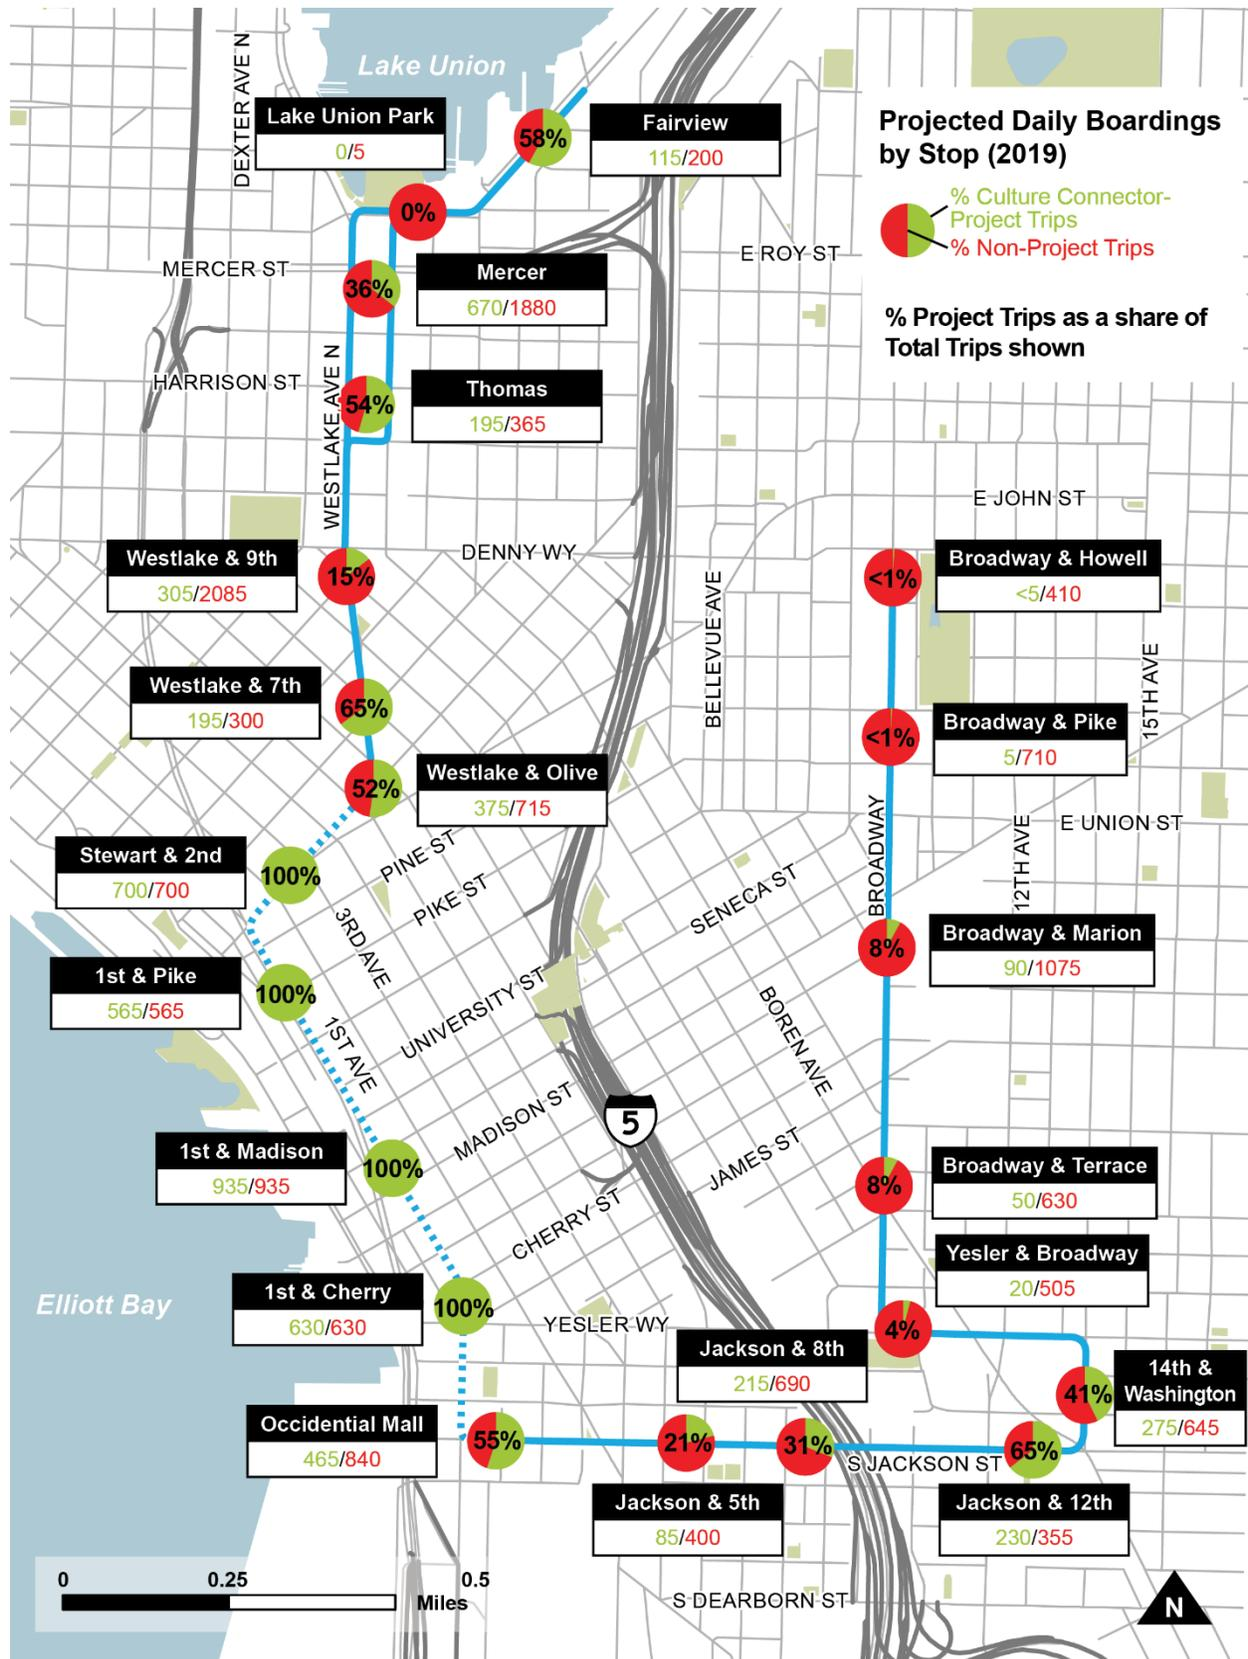 Lake Union
DEXTER AVE N
Lake Union Park
0/5
58%
Fairview
115/200
Projected Daily Boardings
by Stop (2019)
% Culture Connector-
Project Trips
% Non-Project Trips
% Project Trips as a share of
Total Trips shown
0%
E ROY ST
MERCER ST
36%
Mercer
670/1880
WESTLAKE AVE N
HARRISON ST
54%
Thomas
195/365
E JOHN ST
DENNY WY
Westlake & 9th
305/2085
15%
BELLEVUE AVE
<1%
Broadway & Howell
<5/410
15TH AVE
Westlake & 7th
195/300
65%
<1%
Broadway & Pike
5/710
52%
Westlake & Olive
375/715
BROADWAY
12TH AVE
E UNION ST
Stewart & 2nd
700/700
100%
PINE ST
PIKE ST
3RD AVE
SENECA ST
8%
Broadway & Marion
90/1075
1st & Pike
565/565
100%
1ST AVE
UNIVERSITY ST
BOREN AVE
MADISON ST
5
1st & Madison
935/935
100%
JAMES ST
8%
Broadway & Terrace
50/630
CHERRY ST
Yesler & Broadway
20/505
Elliott Bay
1st & Cherry
630/630
100%
YESLER WY
4%
Jackson & 8th
215/690
41%
14th &
Washington
275/645
Occidential Mall
465/840
55%
21%
31%
S JACKSON ST
65%
Jackson & 5th
85/400
Jackson & 12th
230/355
0
0.25
0.5
Miles
S DEARBORN ST
N